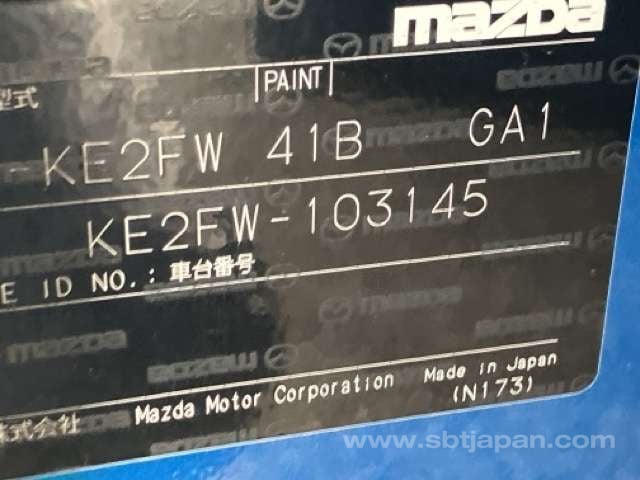 mazda
型式
PAINT
KE2FW 41B GA1
KE2FW-103145
E ID NO.: 車台番号
株式会社 Mazda Motor Corporation Made in Japan
(N173)
www.sbtjapan.com